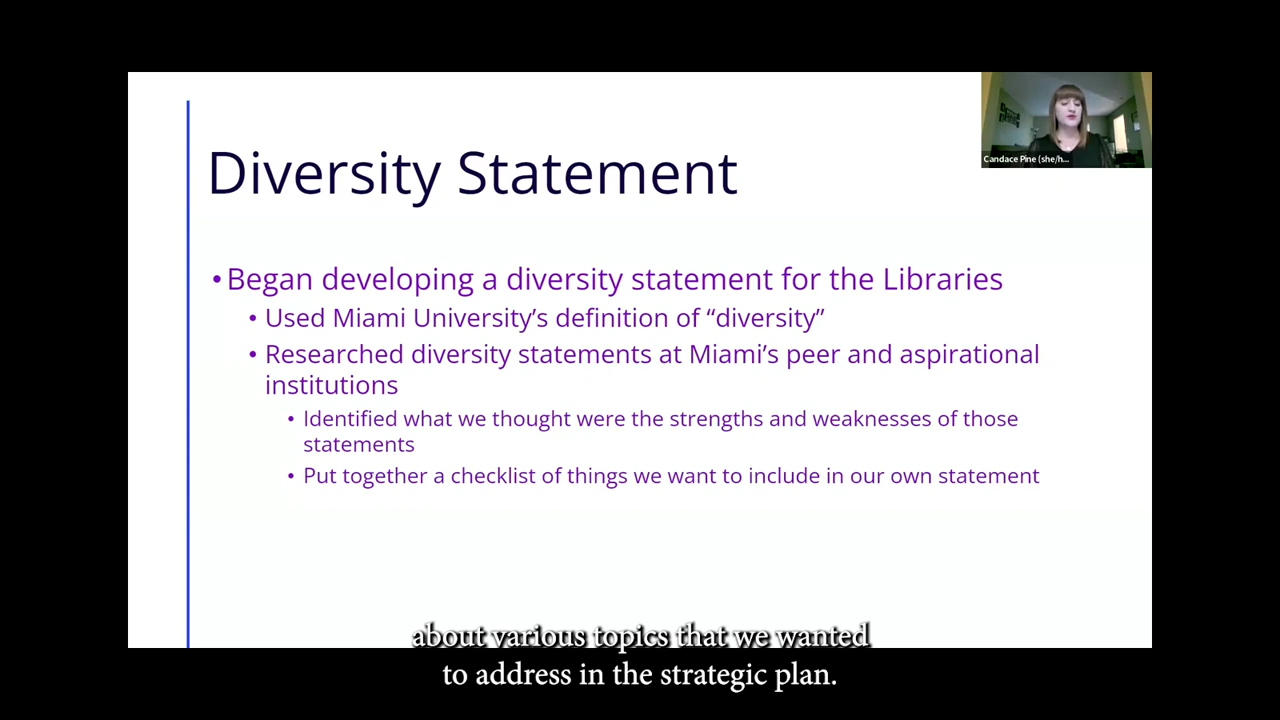 Candace Pine (she/h...
Diversity Statement
• Began developing a diversity statement for the Libraries
• Used Miami University’s definition of “diversity”
• Researched diversity statements at Miami’s peer and aspirational
institutions
• Identified what we thought were the strengths and weaknesses of those
statements
• Put together a checklist of things we want to include in our own statement
about various topics that we wanted
to address in the strategic plan.